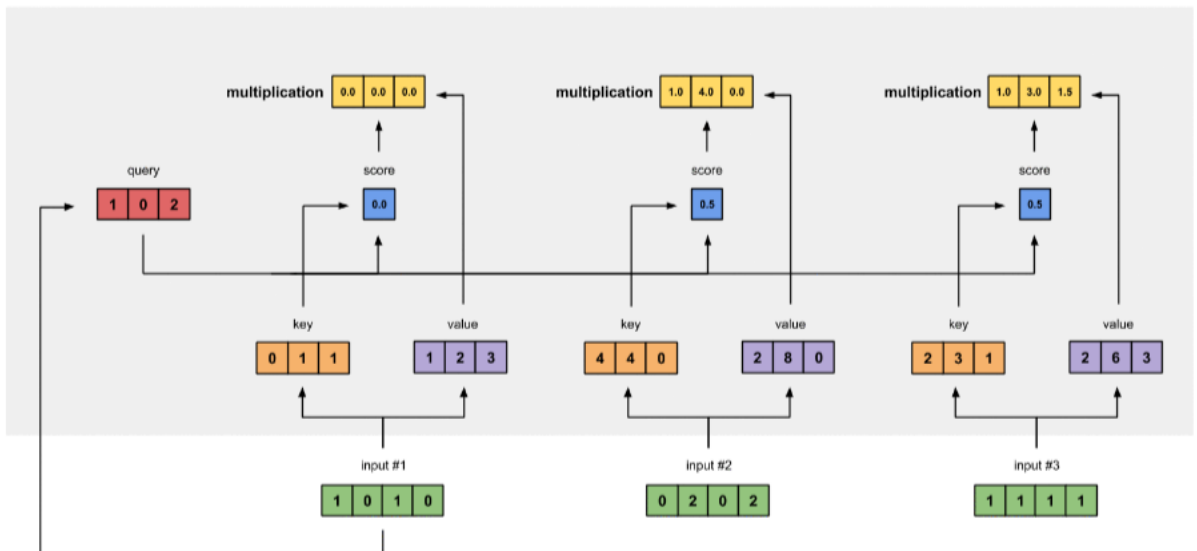 multiplication 0.0 0.0 0.0 multiplication 1.0 4.0 0.0 multiplication 1.0 3.0 1.5
query score score score
1 0 2 0.0 0.5 0.5
key value key value key value
0 1 1 1 2 3 4 4 0 2 8 0 2 3 1 2 6 3
input #1 input #2 input #3
1 0 1 0 0 2 0 2 1 1 1 1